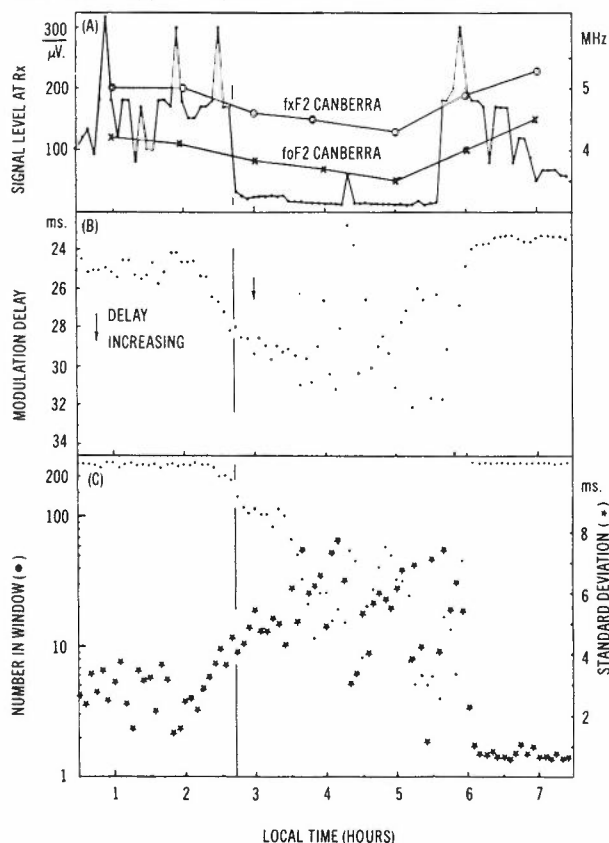 (A)
SIGNAL LEVEL AT Rx
300
μV.
200
100
MHz
5
4
fxF2 CANBERRA
foF2 CANBERRA
(B)
ms.
MODULATION DELAY
24
26
28
30
32
34
DELAY
INCREASING
(C)
NUMBER IN WINDOW (●)
200
100
10
1
ms.
8
6
4
2
STANDARD DEVIATION (★)
1
2
3
4
5
6
7
LOCAL TIME (HOURS)